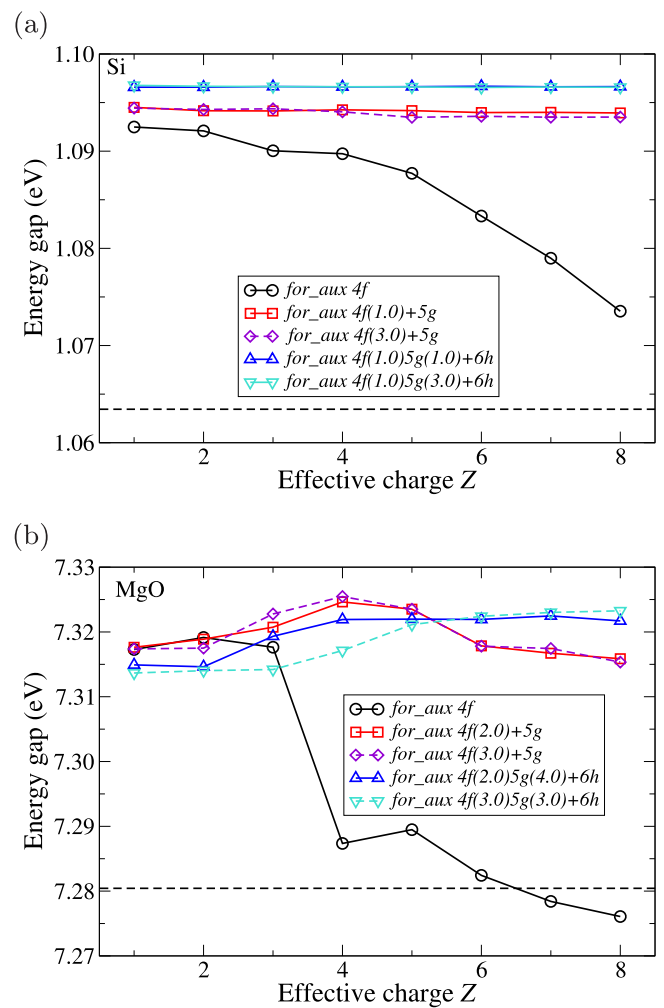 (a)
Si
1.10
1.09
1.08
1.07
1.06
Energy gap (eV)
for_aux 4f
for_aux 4f(1.0)+5g
for_aux 4f(3.0)+5g
for_aux 4f(1.0)5g(1.0)+6h
for_aux 4f(1.0)5g(3.0)+6h
2 4 6 8
Effective charge Z
(b)
MgO
7.33
7.32
7.31
7.30
7.29
7.28
7.27
Energy gap (eV)
for_aux 4f
for_aux 4f(2.0)+5g
for_aux 4f(3.0)+5g
for_aux 4f(2.0)5g(4.0)+6h
for_aux 4f(3.0)5g(3.0)+6h
2 4 6 8
Effective charge Z